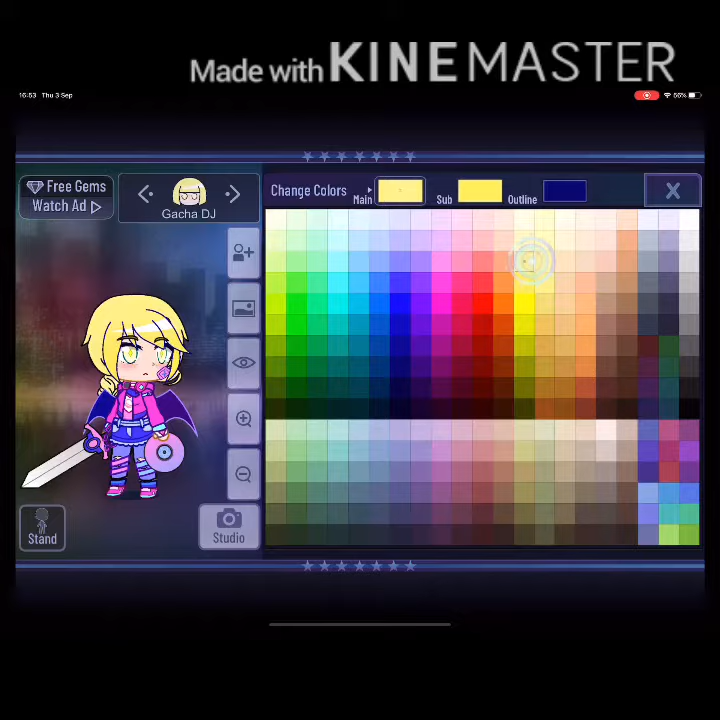 Made with KINEMASTER
16:53 Thu 3 Sep
56%
Free Gems
Watch Ad
Gacha DJ
Change Colors
Main
Sub
Outline
X
Stand
Studio